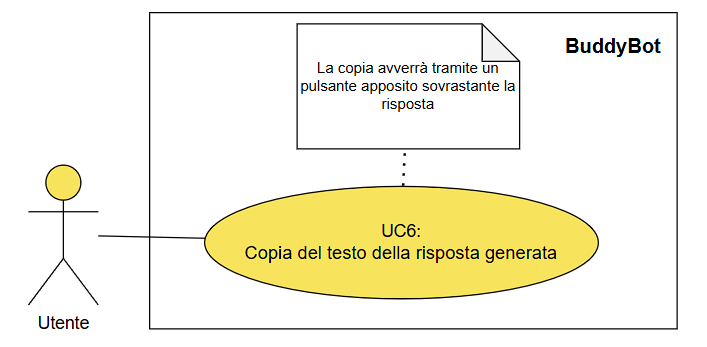 BuddyBot
La copia avverrà tramite un
pulsante apposito sovrastante la
risposta
UC6:
Copia del testo della risposta generata
Utente